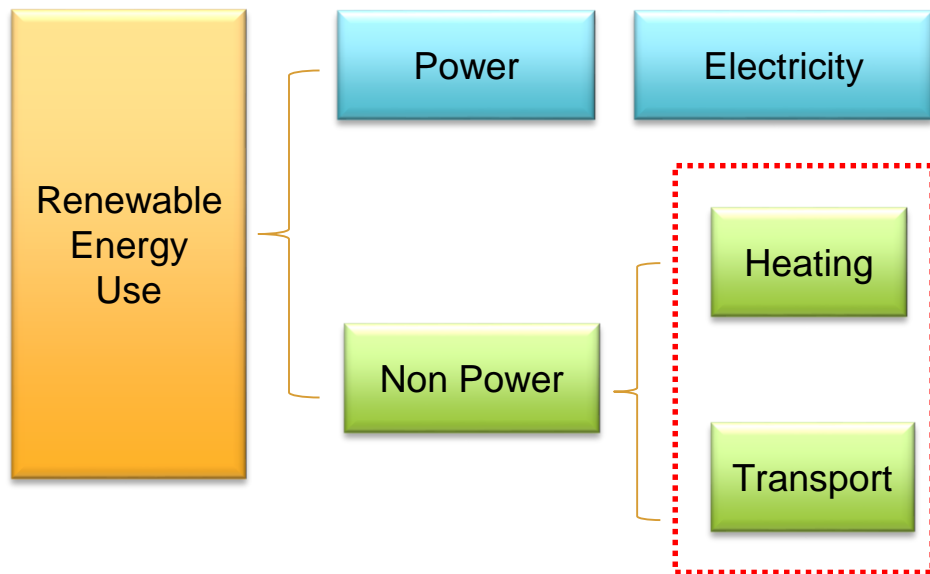 Renewable
Energy
Use
Power
Electricity
Non Power
Heating
Transport